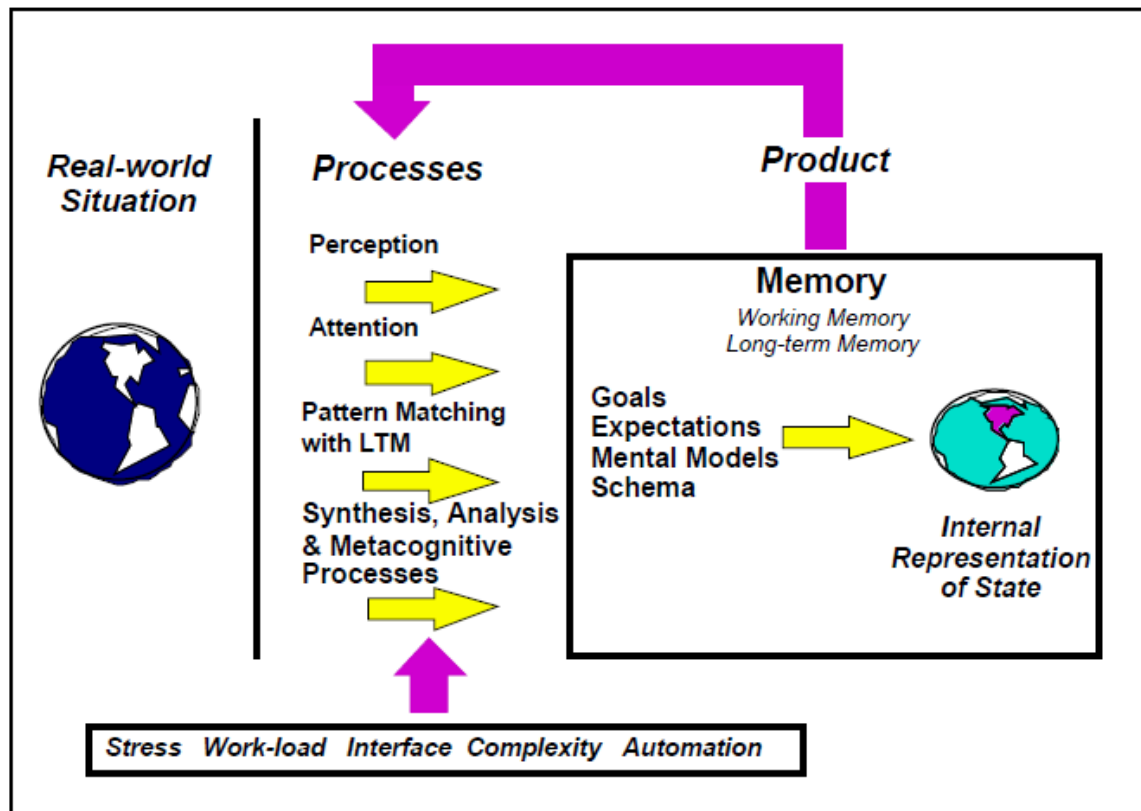 Real-world
Situation
Processes
Product
Perception
Attention
Pattern Matching
with LTM
Synthesis, Analysis
& Metacognitive
Processes
Memory
Working Memory
Long-term Memory
Goals
Expectations
Mental Models
Schema
Internal
Representation
of State
Stress Work-load Interface Complexity Automation